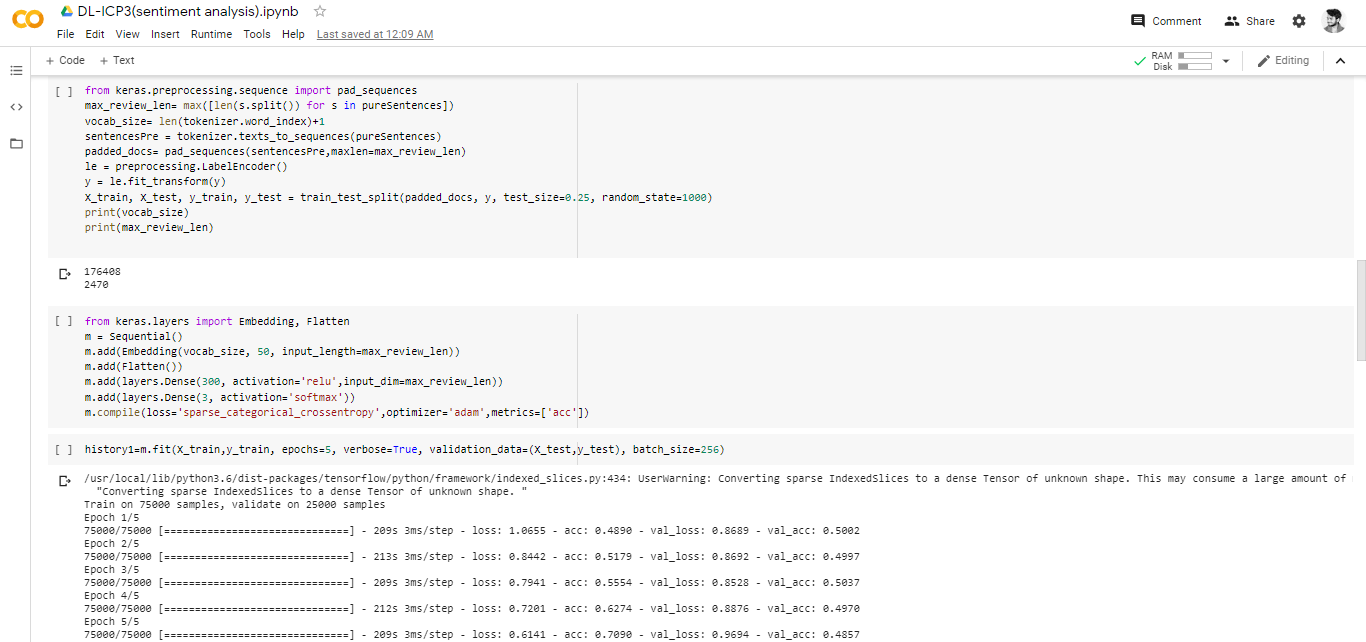 DL-ICP3(sentiment analysis).ipynb
File Edit View Insert Runtime Tools Help Last saved at 12:09 AM
Comment Share
+ Code + Text
RAM
Disk
Editing
[ ] from keras.preprocessing.sequence import pad_sequences
max_review_len= max([len(s.split()) for s in pureSentences])
vocab_size= len(tokenizer.word_index)+1
sentencesPre = tokenizer.texts_to_sequences(pureSentences)
padded_docs= pad_sequences(sentencesPre,maxlen=max_review_len)
le = preprocessing.LabelEncoder()
y = le.fit_transform(y)
X_train, X_test, y_train, y_test = train_test_split(padded_docs, y, test_size=0.25, random_state=1000)
print(vocab_size)
print(max_review_len)
176408
2470
[ ] from keras.layers import Embedding, Flatten
m = Sequential()
m.add(Embedding(vocab_size, 50, input_length=max_review_len))
m.add(Flatten())
m.add(layers.Dense(300, activation='relu',input_dim=max_review_len))
m.add(layers.Dense(3, activation='softmax'))
m.compile(loss='sparse_categorical_crossentropy',optimizer='adam',metrics=['acc'])
[ ] history1=m.fit(X_train,y_train, epochs=5, verbose=True, validation_data=(X_test,y_test), batch_size=256)
/usr/local/lib/python3.6/dist-packages/tensorflow/python/framework/indexed_slices.py:434: UserWarning: Converting sparse IndexedSlices to a dense Tensor of unknown shape. This may consume a large amount of
"Converting sparse IndexedSlices to a dense Tensor of unknown shape. "
Train on 75000 samples, validate on 25000 samples
Epoch 1/5
75000/75000 [==============================] - 209s 3ms/step - loss: 1.0655 - acc: 0.4890 - val_loss: 0.8689 - val_acc: 0.5002
Epoch 2/5
75000/75000 [==============================] - 213s 3ms/step - loss: 0.8442 - acc: 0.5179 - val_loss: 0.8692 - val_acc: 0.4997
Epoch 3/5
75000/75000 [==============================] - 209s 3ms/step - loss: 0.7941 - acc: 0.5554 - val_loss: 0.8528 - val_acc: 0.5037
Epoch 4/5
75000/75000 [==============================] - 212s 3ms/step - loss: 0.7201 - acc: 0.6274 - val_loss: 0.8876 - val_acc: 0.4970
Epoch 5/5
75000/75000 [==============================] - 209s 3ms/step - loss: 0.6141 - acc: 0.7090 - val_loss: 0.9694 - val_acc: 0.4857